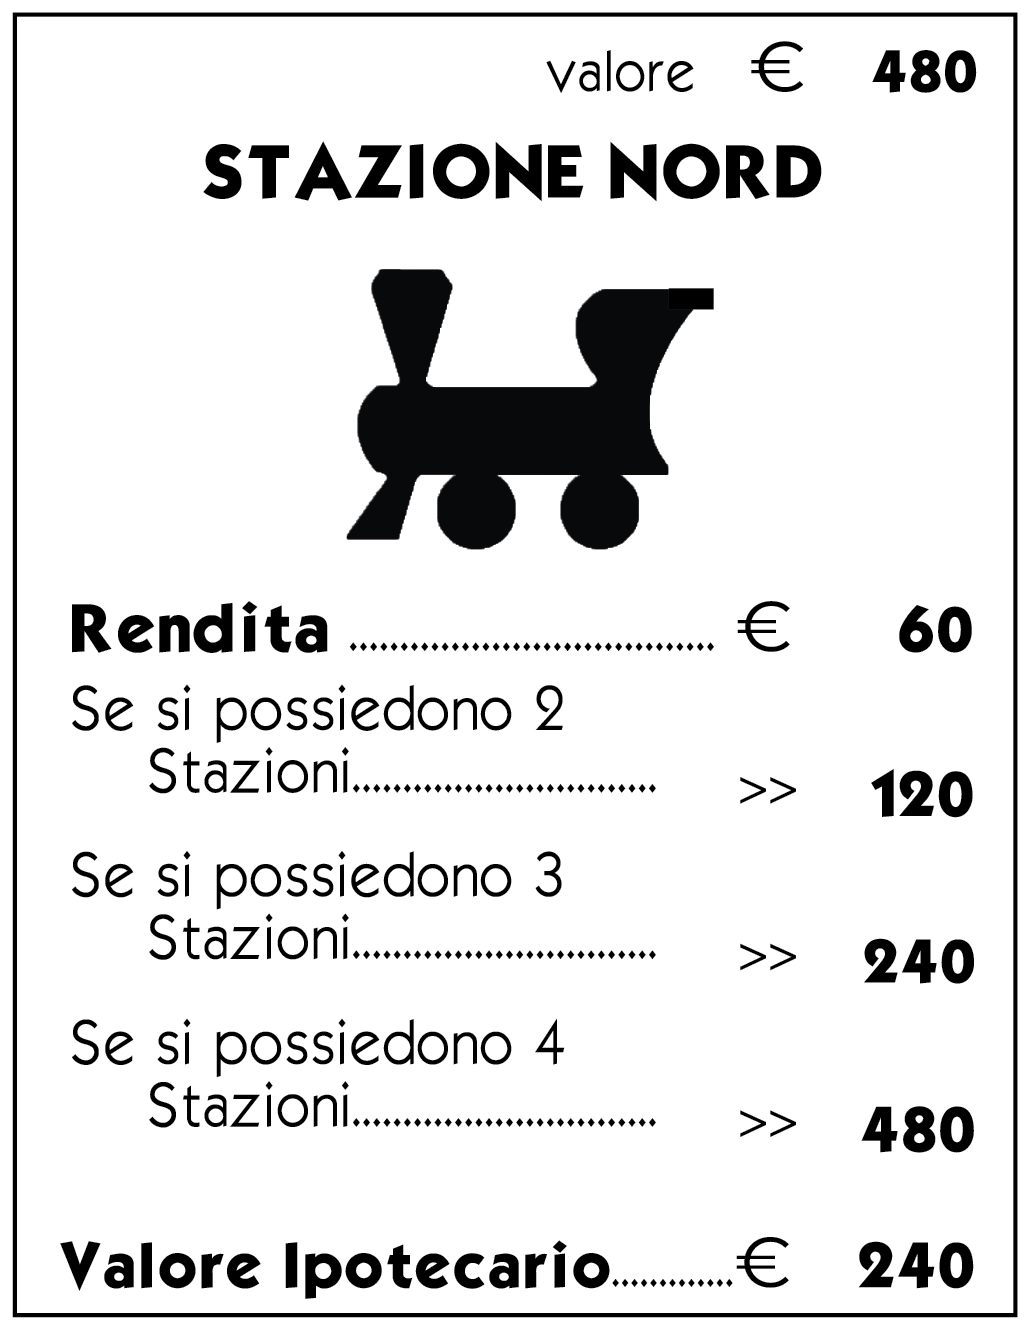 valore € 480
STAZIONE NORD
Rendita .................................... € 60
Se si possiedono 2
Stazioni.............................. >> 120
Se si possiedono 3
Stazioni.............................. >> 240
Se si possiedono 4
Stazioni.............................. >> 480
Valore Ipotecario............€ 240